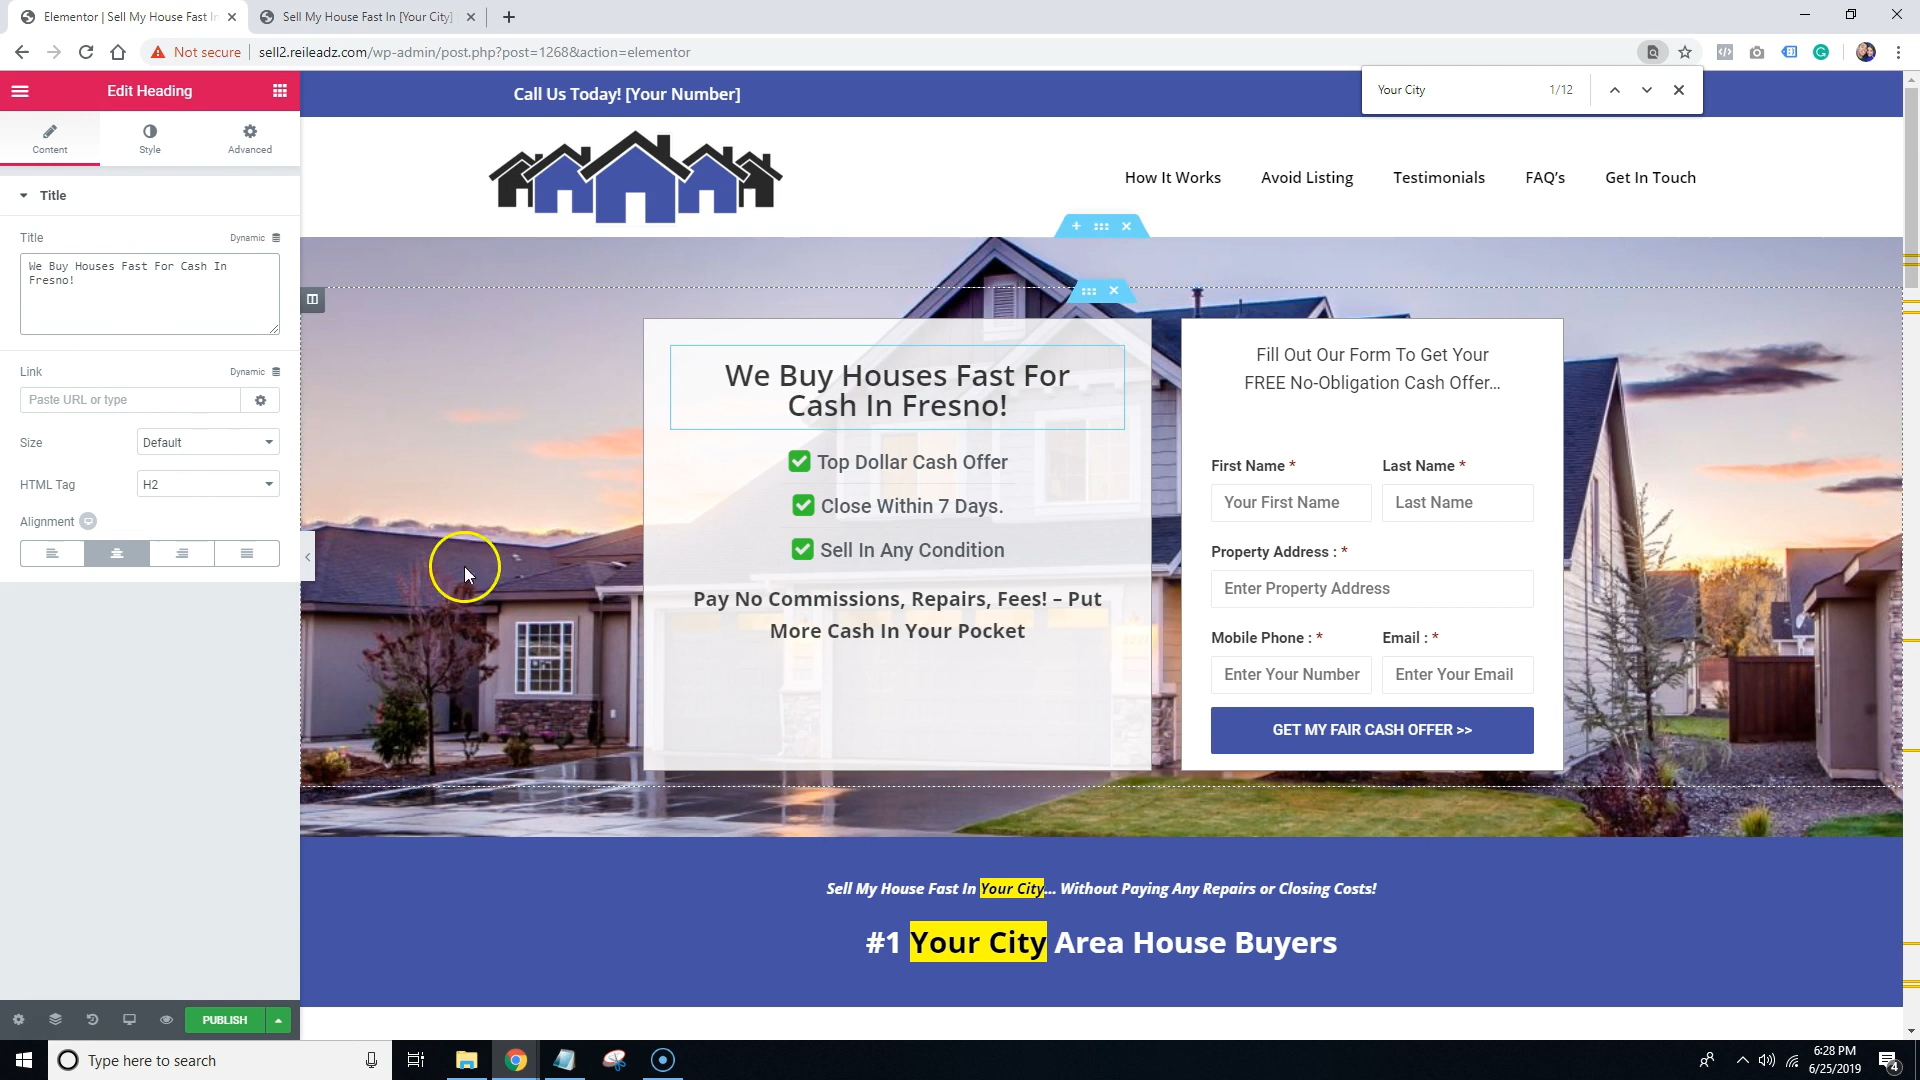 Elementor | Sell My House Fast In
Sell My House Fast In [Your City]
Not secure
sell2.reileadz.com/wp-admin/post.php?post=1268&action=elementor
Edit Heading
Call Us Today! [Your Number]
Your City
1/12
Content
Style
Advanced
How It Works
Avoid Listing
Testimonials
FAQ's
Get In Touch
Title
Title
Dynamic
We Buy Houses Fast For Cash In
Fresno!
Link
Dynamic
Paste URL or type
Size
Default
HTML Tag
H2
Alignment
We Buy Houses Fast For
Cash In Fresno!
Top Dollar Cash Offer
Close Within 7 Days.
Sell In Any Condition
Pay No Commissions, Repairs, Fees! – Put
More Cash In Your Pocket
Fill Out Our Form To Get Your
FREE No-Obligation Cash Offer...
First Name *
Last Name *
Your First Name
Last Name
Property Address : *
Enter Property Address
Mobile Phone : *
Email : *
Enter Your Number
Enter Your Email
GET MY FAIR CASH OFFER >>
Sell My House Fast In Your City... Without Paying Any Repairs or Closing Costs!
#1 Your City Area House Buyers
PUBLISH
Type here to search
6:28 PM
6/25/2019
4